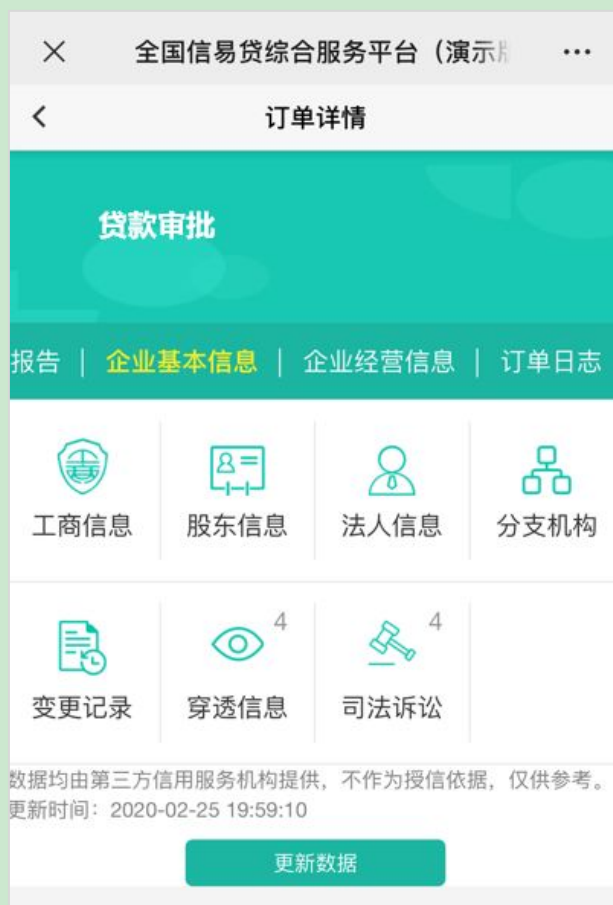 全国信易贷综合服务平台（演示
订单详情
贷款审批
报告 | 企业基本信息 | 企业经营信息 | 订单日志
工商信息 股东信息 法人信息 分支机构
4 4
变更记录 穿透信息 司法诉讼
数据均由第三方信用服务机构提供，不作为授信依据，仅供参考。
更新时间：2020-02-25 19:59:10
更新数据